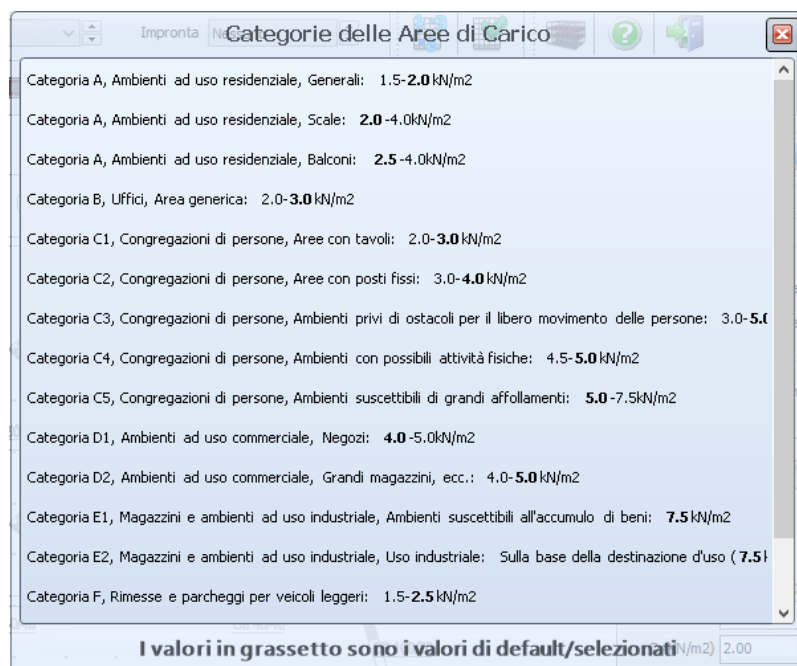 Impronta
Categorie delle Aree di Carico
Categoria A, Ambienti ad uso residenziale, Generali: 1.5-2.0 kN/m2
Categoria A, Ambienti ad uso residenziale, Scale: 2.0 -4.0kN/m2
Categoria A, Ambienti ad uso residenziale, Balconi: 2.5 -4.0kN/m2
Categoria B, Uffici, Area generica: 2.0-3.0 kN/m2
Categoria C1, Congregazioni di persone, Aree con tavoli: 2.0-3.0 kN/m2
Categoria C2, Congregazioni di persone, Aree con posti fissi: 3.0-4.0 kN/m2
Categoria C3, Congregazioni di persone, Ambienti privi di ostacoli per il libero movimento delle persone: 3.0-5.
Categoria C4, Congregazioni di persone, Ambienti con possibili attività fisiche: 4.5-5.0 kN/m2
Categoria C5, Congregazioni di persone, Ambienti suscettibili di grandi affollamenti: 5.0 -7.5kN/m2
Categoria D1, Ambienti ad uso commerciale, Negozi: 4.0 -5.0kN/m2
Categoria D2, Ambienti ad uso commerciale, Grandi magazzini, ecc.: 4.0-5.0 kN/m2
Categoria E1, Magazzini e ambienti ad uso industriale, Ambienti suscettibili all'accumulo di beni: 7.5 kN/m2
Categoria E2, Magazzini e ambienti ad uso industriale, Uso industriale: Sulla base della destinazione d'uso ( 7.5
Categoria F, Rimesse e parcheggi per veicoli leggeri: 1.5-2.5 kN/m2
I valori in grassetto sono i valori di default/selezionati
N/m2) 2.00